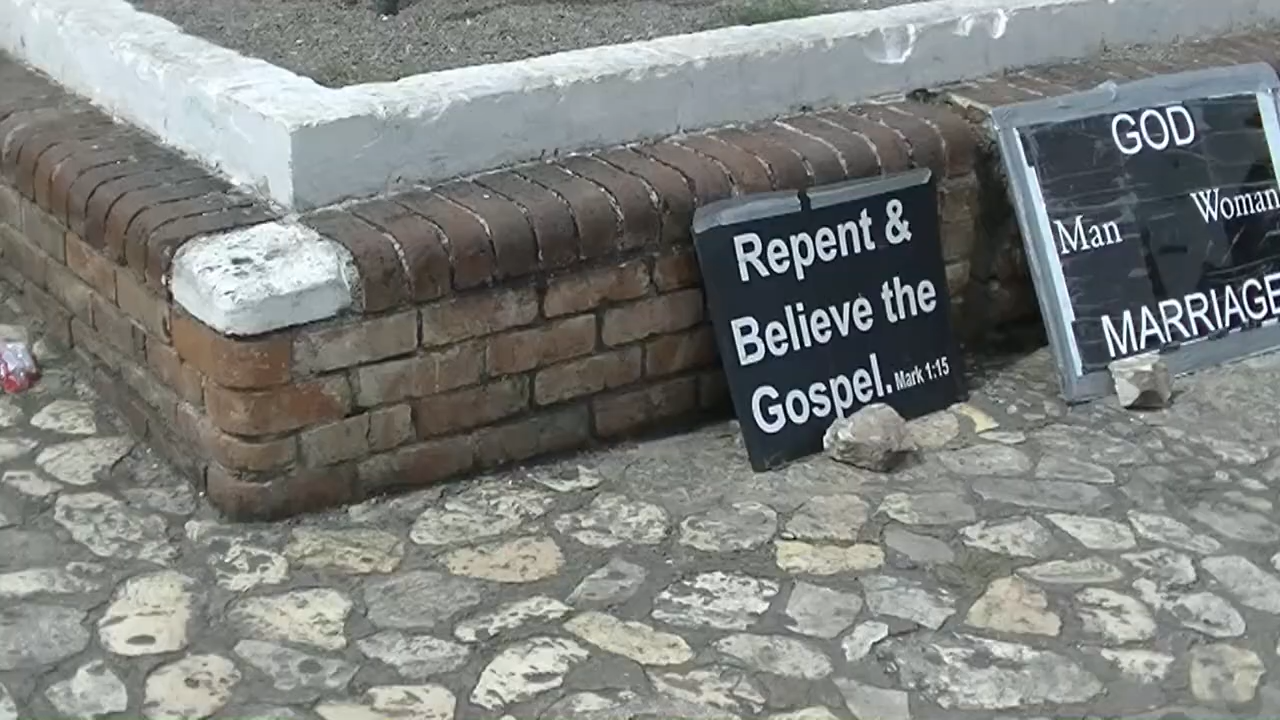 Repent &
Believe the
Gospel. Mark 1:15
GOD
Man Woman
MARRIAGE